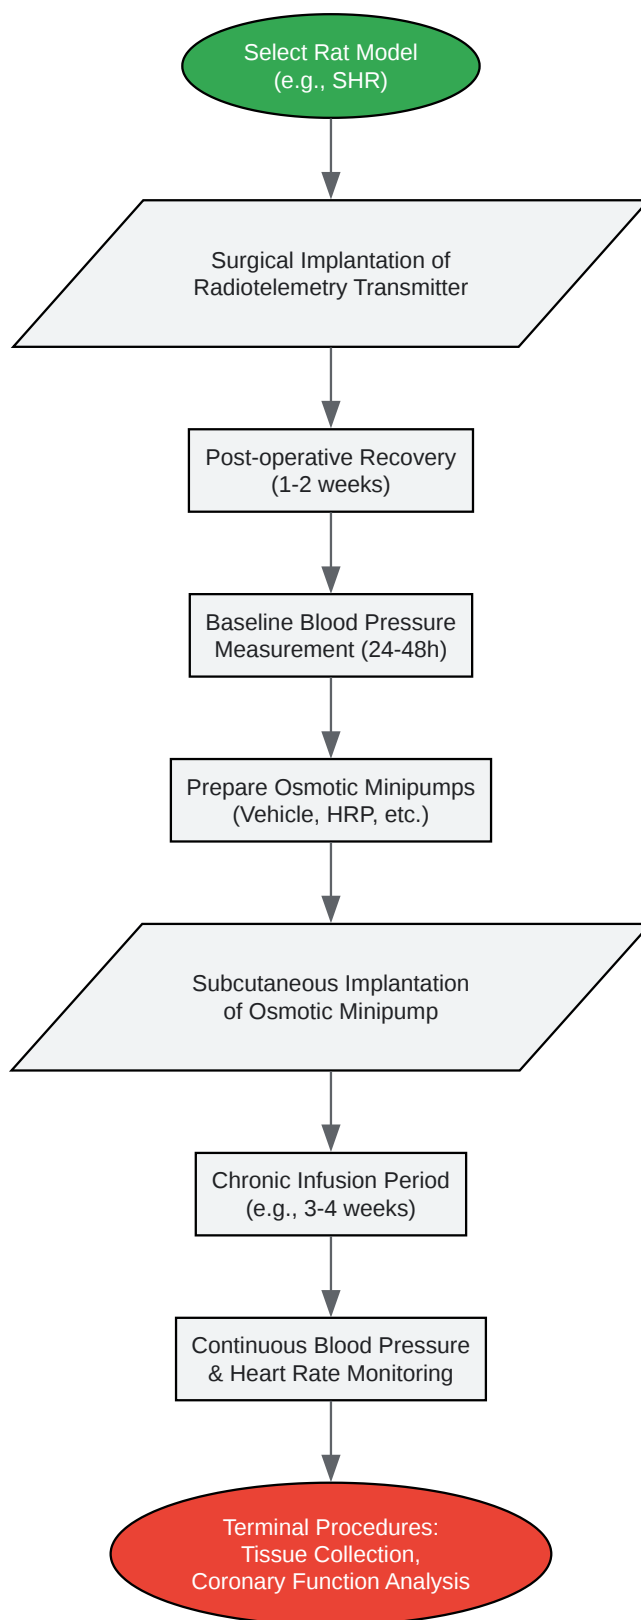 Select Rat Model
(e.g., SHR)
Surgical Implantation of
Radiotelemetry Transmitter
Post-operative Recovery
(1-2 weeks)
Baseline Blood Pressure
Measurement (24-48h)
Prepare Osmotic Minipumps
(Vehicle, HRP, etc.)
Subcutaneous Implantation
of Osmotic Minipump
Chronic Infusion Period
(e.g., 3-4 weeks)
Continuous Blood Pressure
& Heart Rate Monitoring
Terminal Procedures:
Tissue Collection,
Coronary Function Analysis